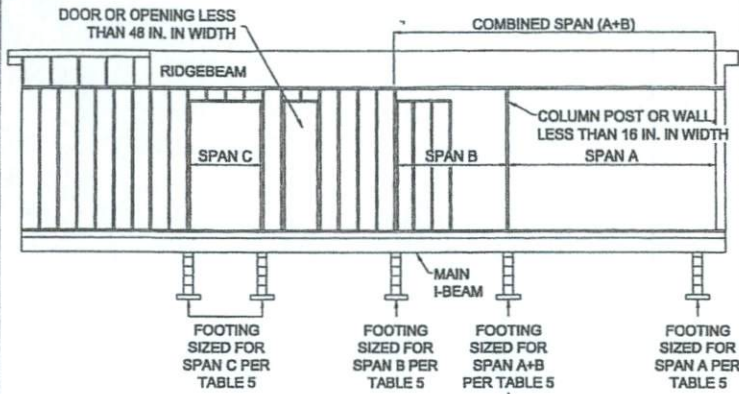 DOOR OR OPENING LESS
THAN 48 IN. IN WIDTH
COMBINED SPAN (A+B)
RIDGEBEAM
COLUMN POST OR WALL
LESS THAN 16 IN. IN WIDTH
SPAN C
SPAN B
SPAN A
MAIN
I-BEAM
FOOTING
SIZED FOR
SPAN C PER
TABLE 5
FOOTING
SIZED FOR
SPAN B PER
TABLE 5
FOOTING
SIZED FOR
SPAN A+B
PER TABLE 5
FOOTING
SIZED FOR
SPAN A PER
TABLE 5